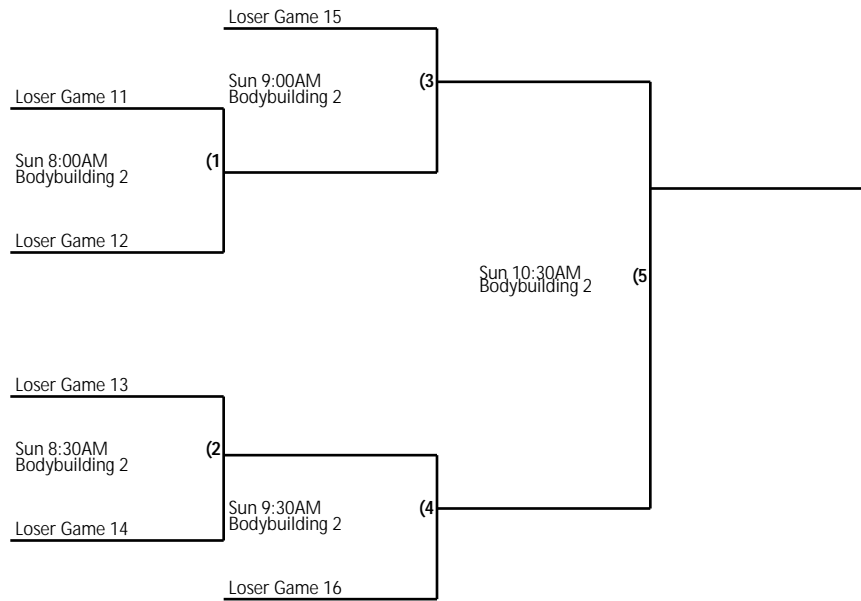 Loser Game 15
Sun 9:00AM
Bodybuilding 2
(3
Loser Game 11
Sun 8:00AM
Bodybuilding 2
(1
Loser Game 12
Sun 10:30AM
Bodybuilding 2
(5
Loser Game 13
Sun 8:30AM
Bodybuilding 2
(2
Sun 9:30AM
Bodybuilding 2
(4
Loser Game 14
Loser Game 16